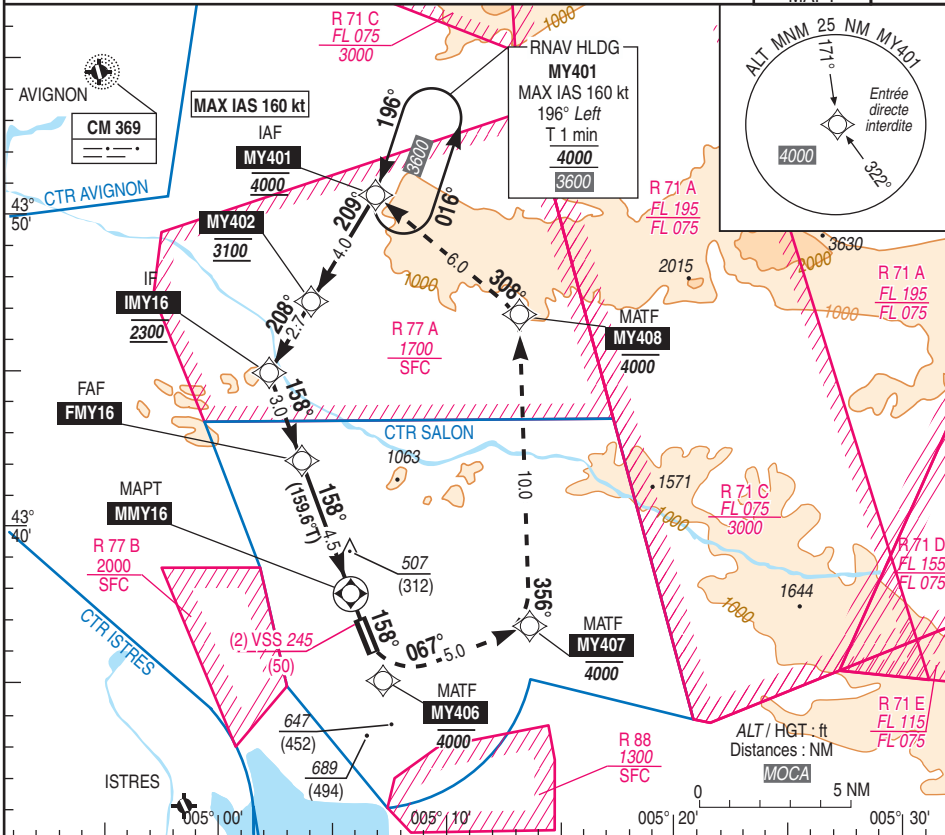 R 71 C
FL 075
3000
1000
RNAV HLDG
MY401
MAX IAS 160 kt
196° Left
T 1 min
4000
3600
ALT MNM 25 NM MY401
171°
Entrée
directe
interdite
4000
322°
AVIGNON
CM 369
MAX IAS 160 kt
IAF
MY401
4000
196°
3600
016°
CTR AVIGNON
43°
50'
MY402
3100
209°
4.0
R 71 A
FL 195
FL 075
3630
2000
2015
1000
6.0
308°
1000
R 71 A
FL 195
FL 075
IF
IMY16
2300
208°
2.7
R 77 A
1700
SFC
MATF
MY408
4000
FAF
FMY16
158°
3.0
CTR SALON
1063
10.0
1571
1000
R 71 C
FL 075
3000
MAPT
MMY16
158°
(159.6°T)
4.5
43°
40'
507
(312)
R 77 B
2000
SFC
R 71 D
FL 155
FL 075
1644
1000
356°
CTR ISTRES
(2) VSS 245
(50)
158°
067°
5.0
MATF
MY407
4000
MATF
MY406
4000
647
(452)
689
(494)
R 88
1300
SFC
ALT / HGT : ft
Distances : NM
MOCA
R 71 E
FL 115
FL 075
ISTRES
0 5 NM
005° 00'
005° 10'
005° 20'
005° 30'